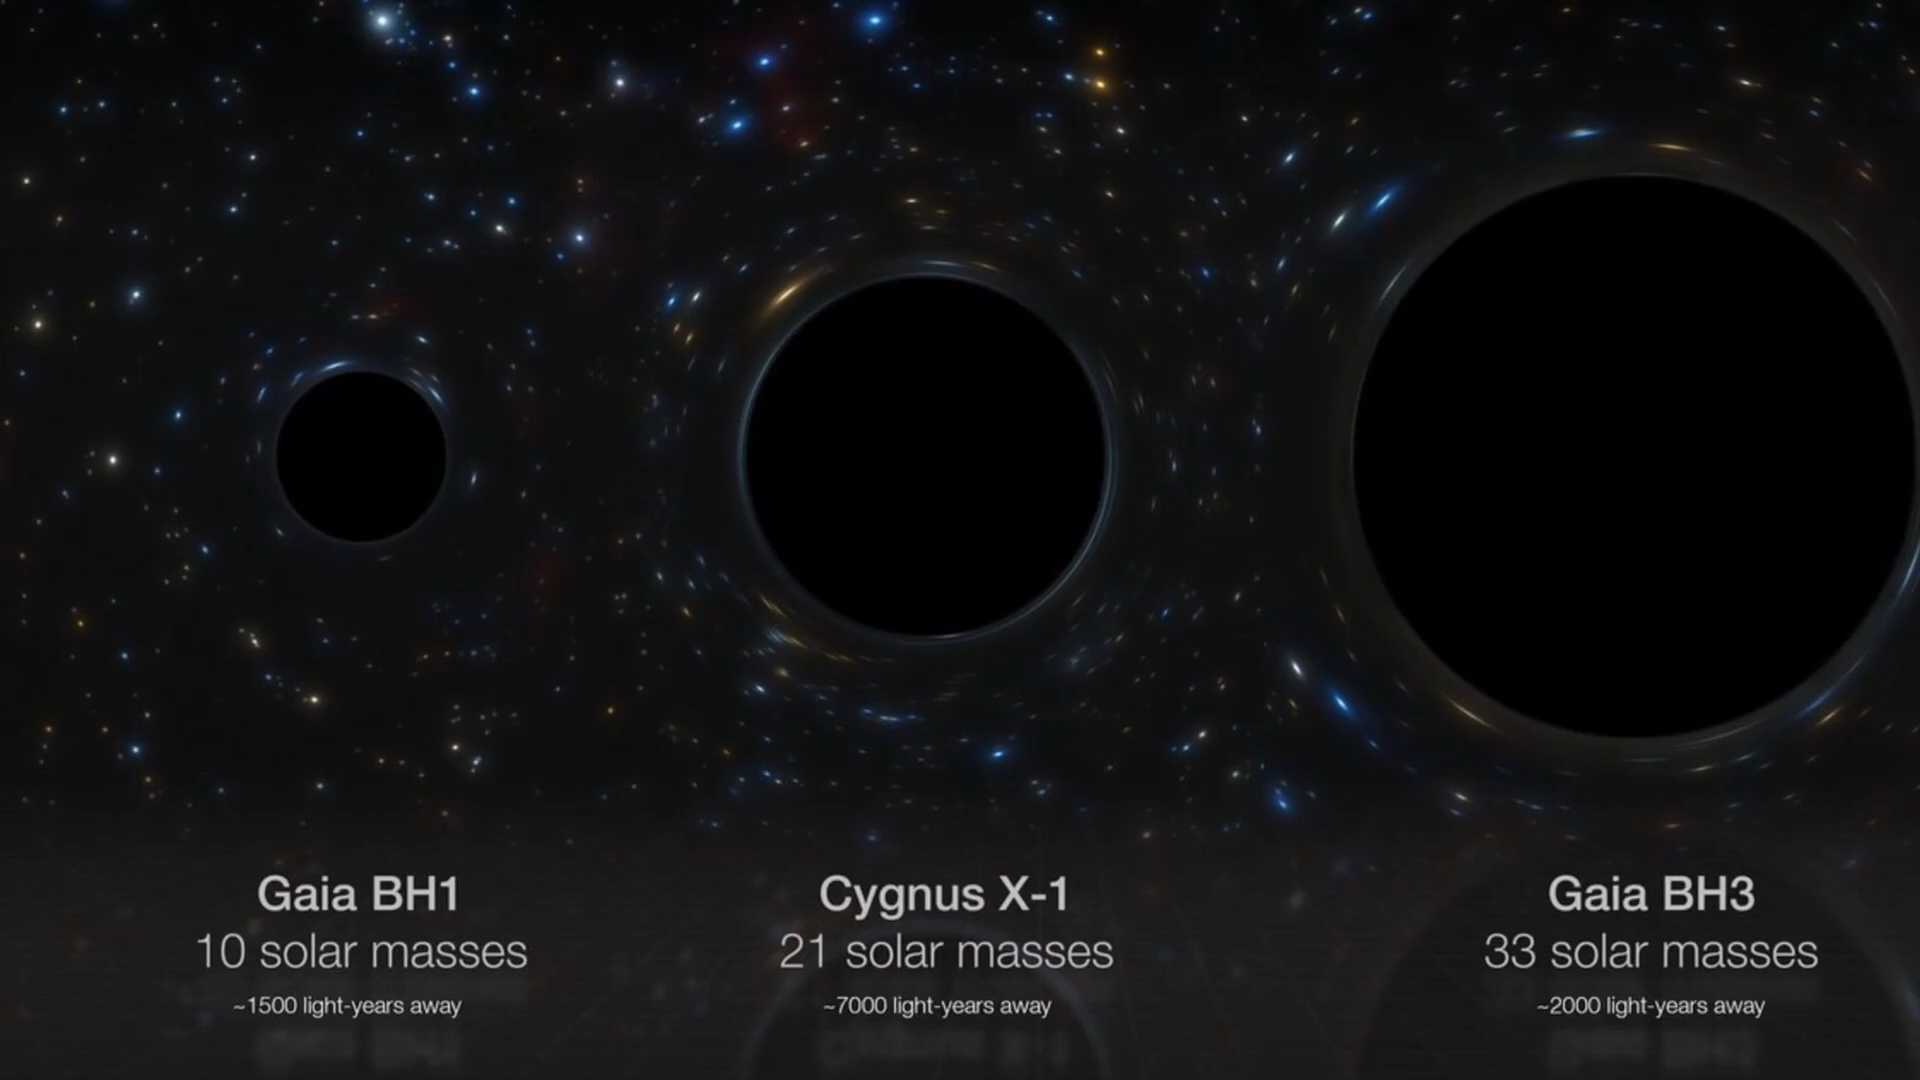 Gaia BH1
10 solar masses
~1500 light-years away
Cygnus X-1
21 solar masses
~7000 light-years away
Gaia BH3
33 solar masses
~2000 light-years away